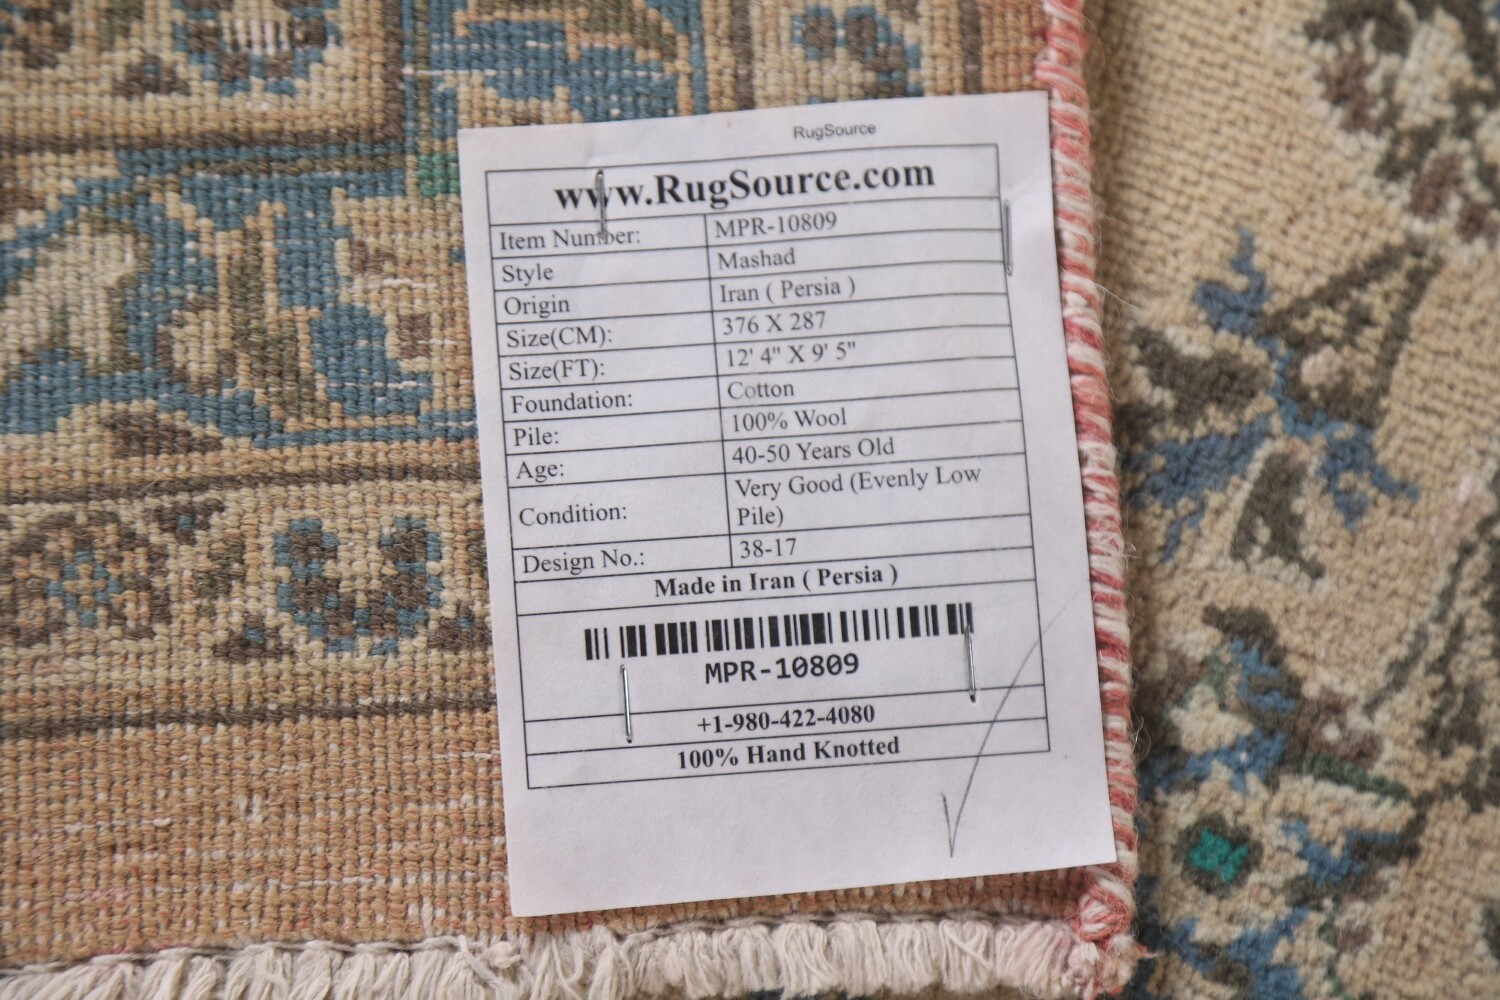 RugSource
www.RugSource.com
Item Number: MPR-10809
Style Mashad
Origin Iran ( Persia )
Size(CM): 376 X 287
Size(FT): 12' 4" X 9' 5"
Foundation: Cotton
Pile: 100% Wool
Age: 40-50 Years Old
Condition: Very Good (Evenly Low
Pile)
Design No.: 38-17
Made in Iran ( Persia )
MPR-10809
+1-980-422-4080
100% Hand Knotted